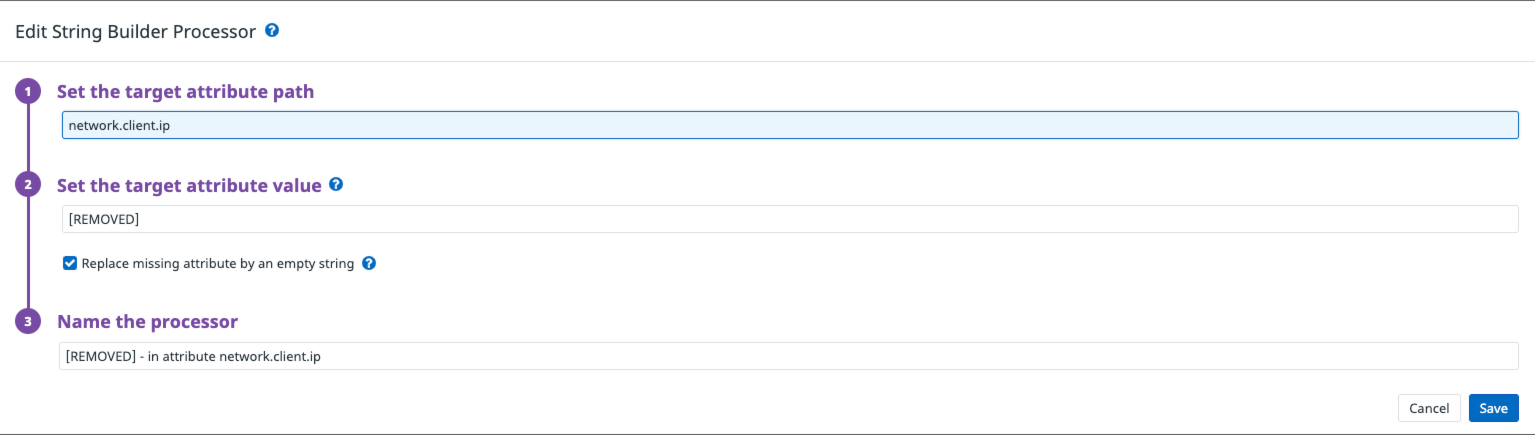 Edit String Builder Processor ?
1 Set the target attribute path
network.client.ip
2 Set the target attribute value ?
[REMOVED]
Replace missing attribute by an empty string ?
3 Name the processor
[REMOVED] - in attribute network.client.ip
Cancel Save